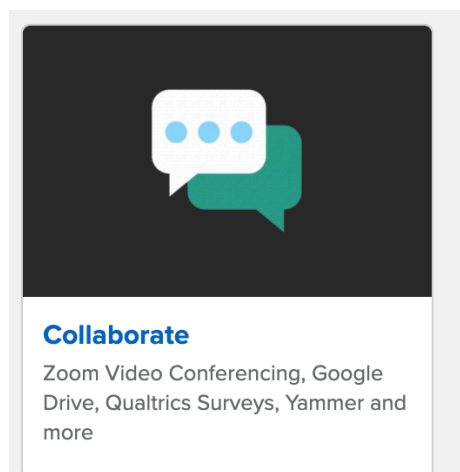 Collaborate
Zoom Video Conferencing, Google
Drive, Qualtrics Surveys, Yammer and
more